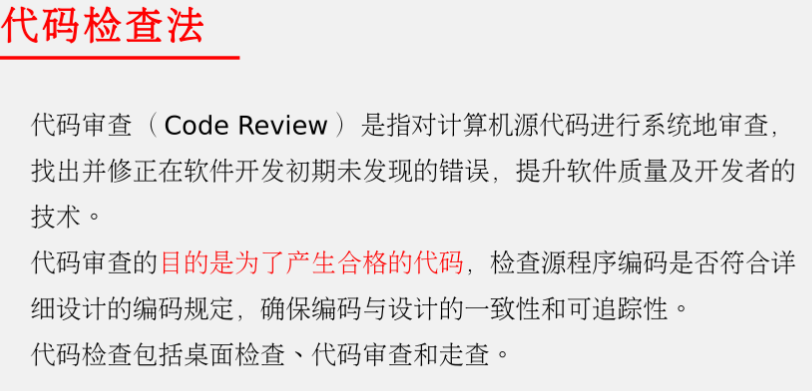 代码检查法
代码审查（Code Review）是指对计算机源代码进行系统地审查，
找出并修正在软件开发初期未发现的错误，提升软件质量及开发者的
技术。
代码审查的目的是为了产生合格的代码，检查源程序编码是否符合详
细设计的编码规定，确保编码与设计的一致性和可追踪性。
代码检查包括桌面检查、代码审查和走查。